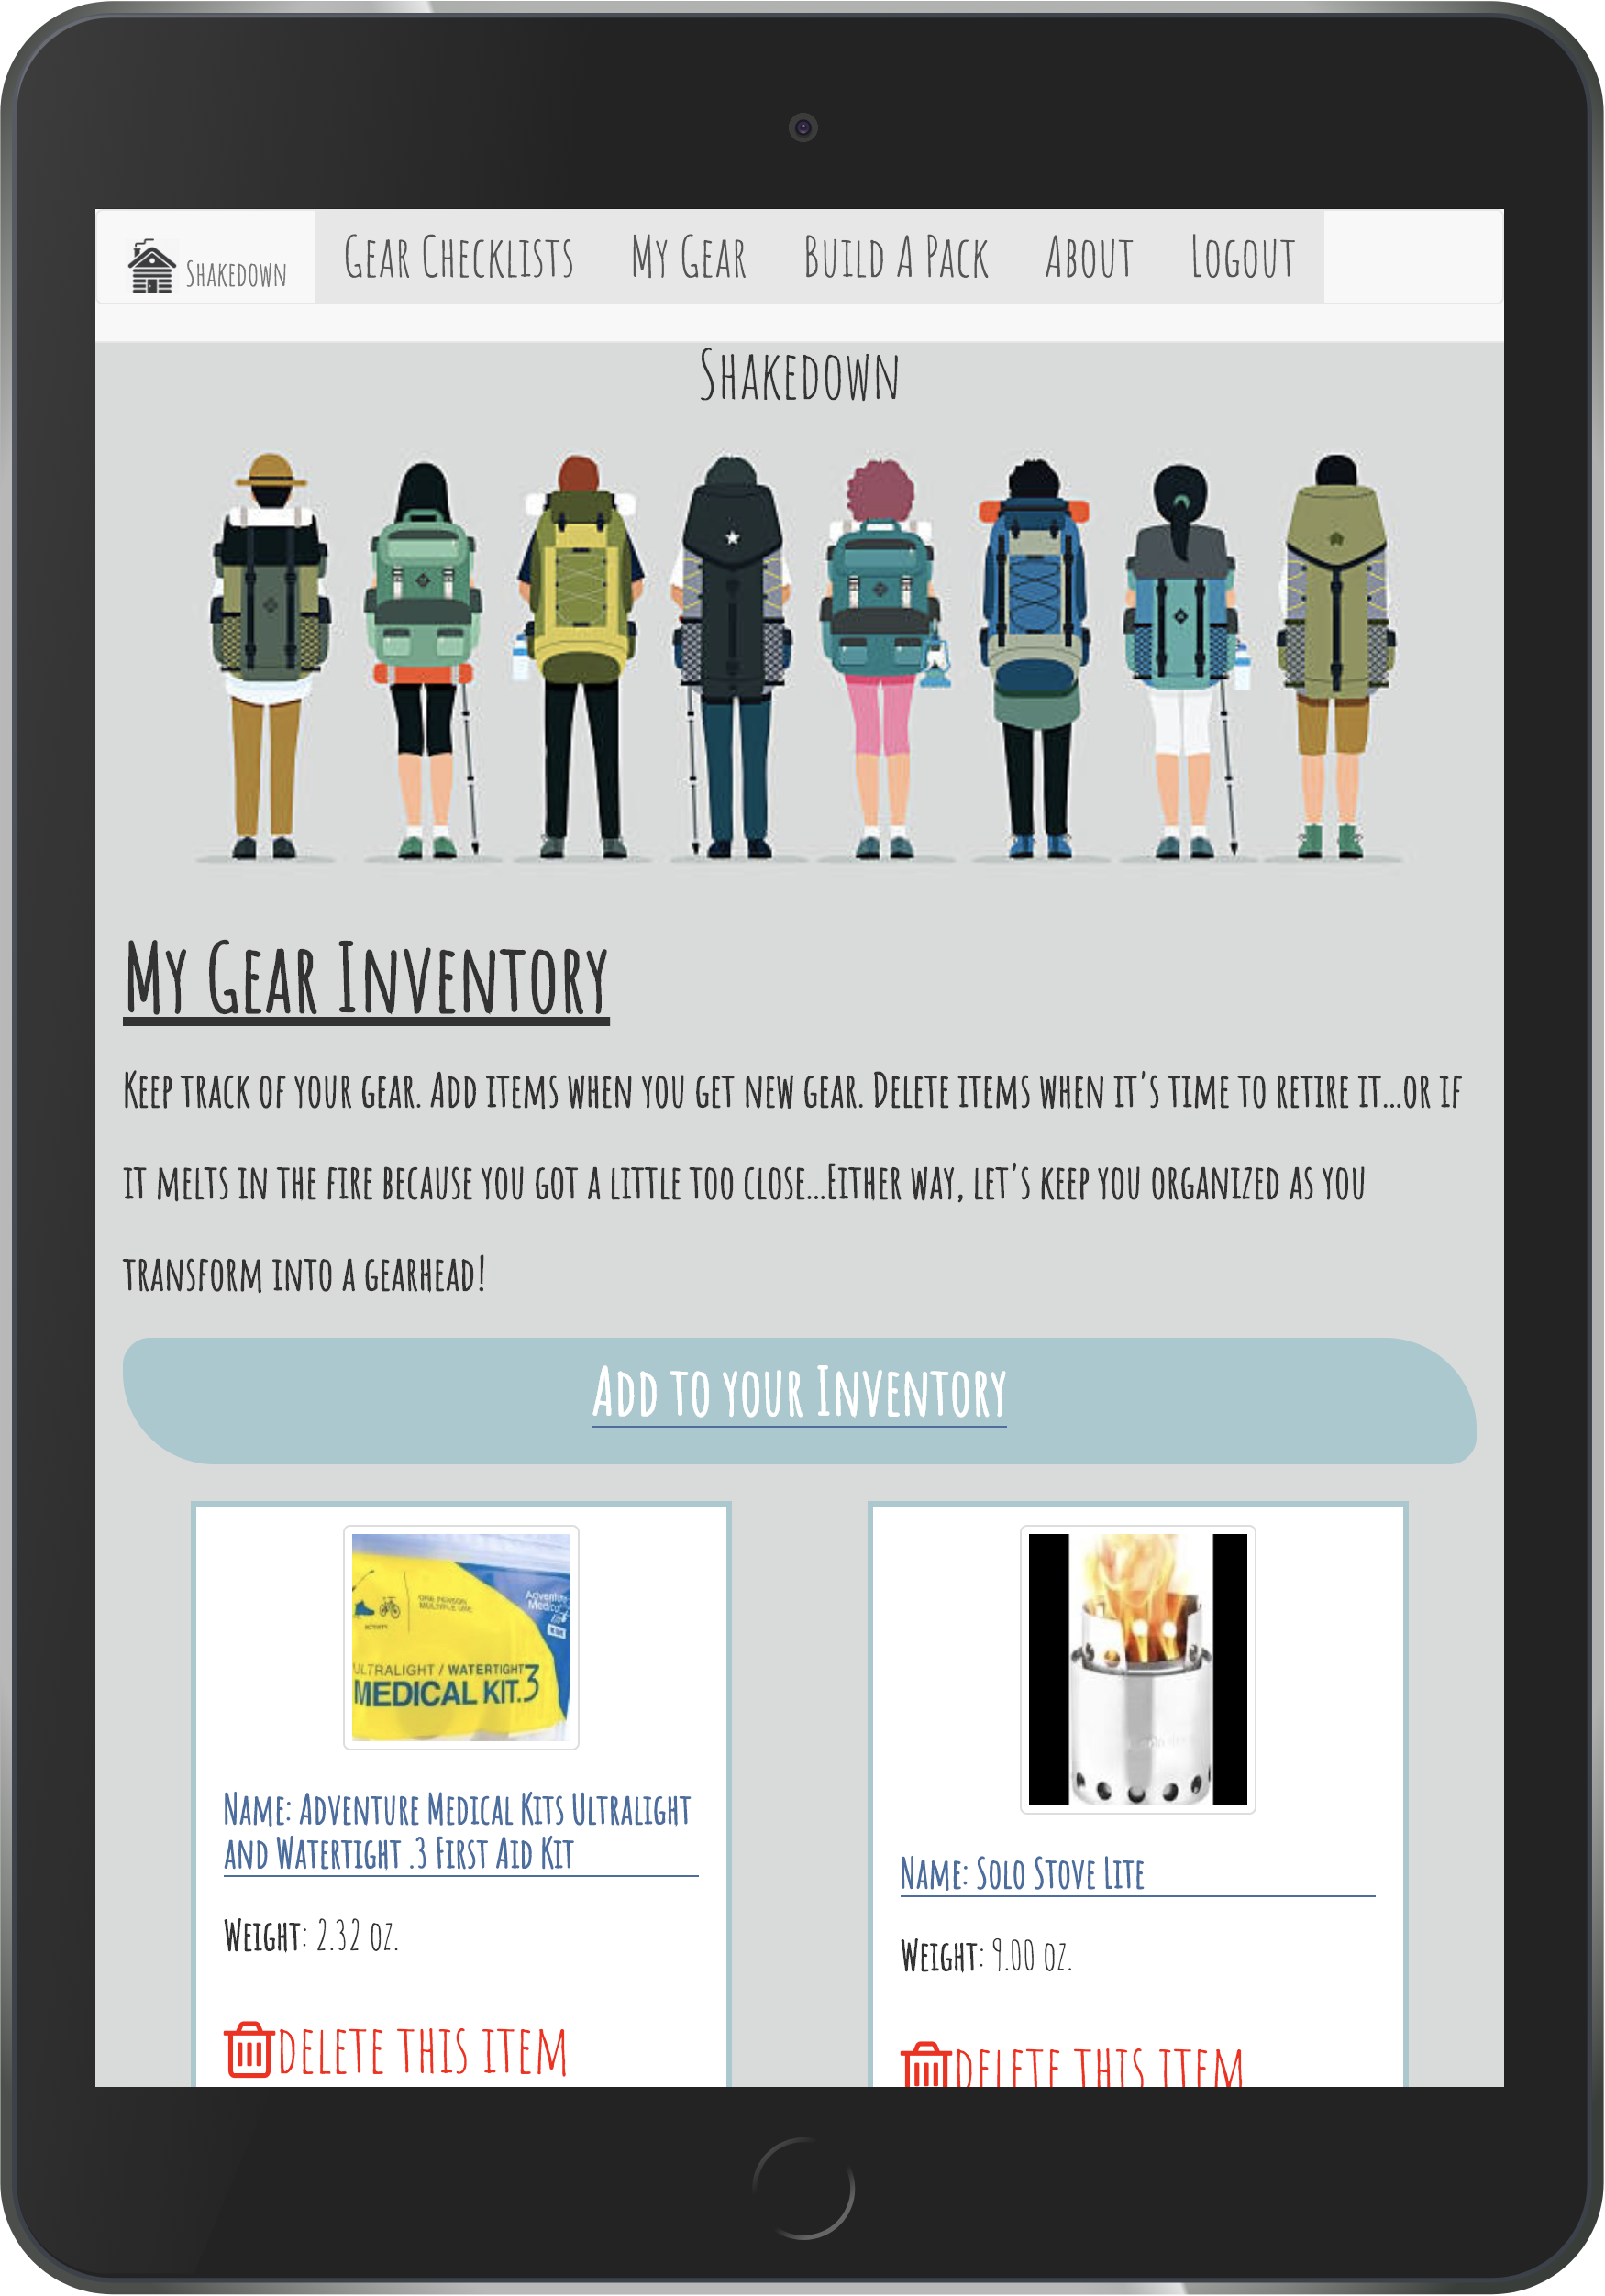 Shakedown
Gear Checklists
My Gear
Build A Pack
About
Logout
Shakedown
My Gear Inventory
Keep track of your gear. Add items when you get new gear. Delete items when it's time to retire it...or if
it melts in the fire because you got a little too close...Either way, let's keep you organized as you
transform into a gearhead!
Add to your Inventory
ONE PERSON
MULTIPLE USE
ACTIVITY
ULTRALIGHT / WATERTIGHT
MEDICAL KIT .3
Name: Adventure Medical Kits Ultralight
and Watertight .3 First Aid Kit
Weight: 2.32 oz.
delete this item
Name: Solo Stove Lite
Weight: 9.00 oz.
delete this item